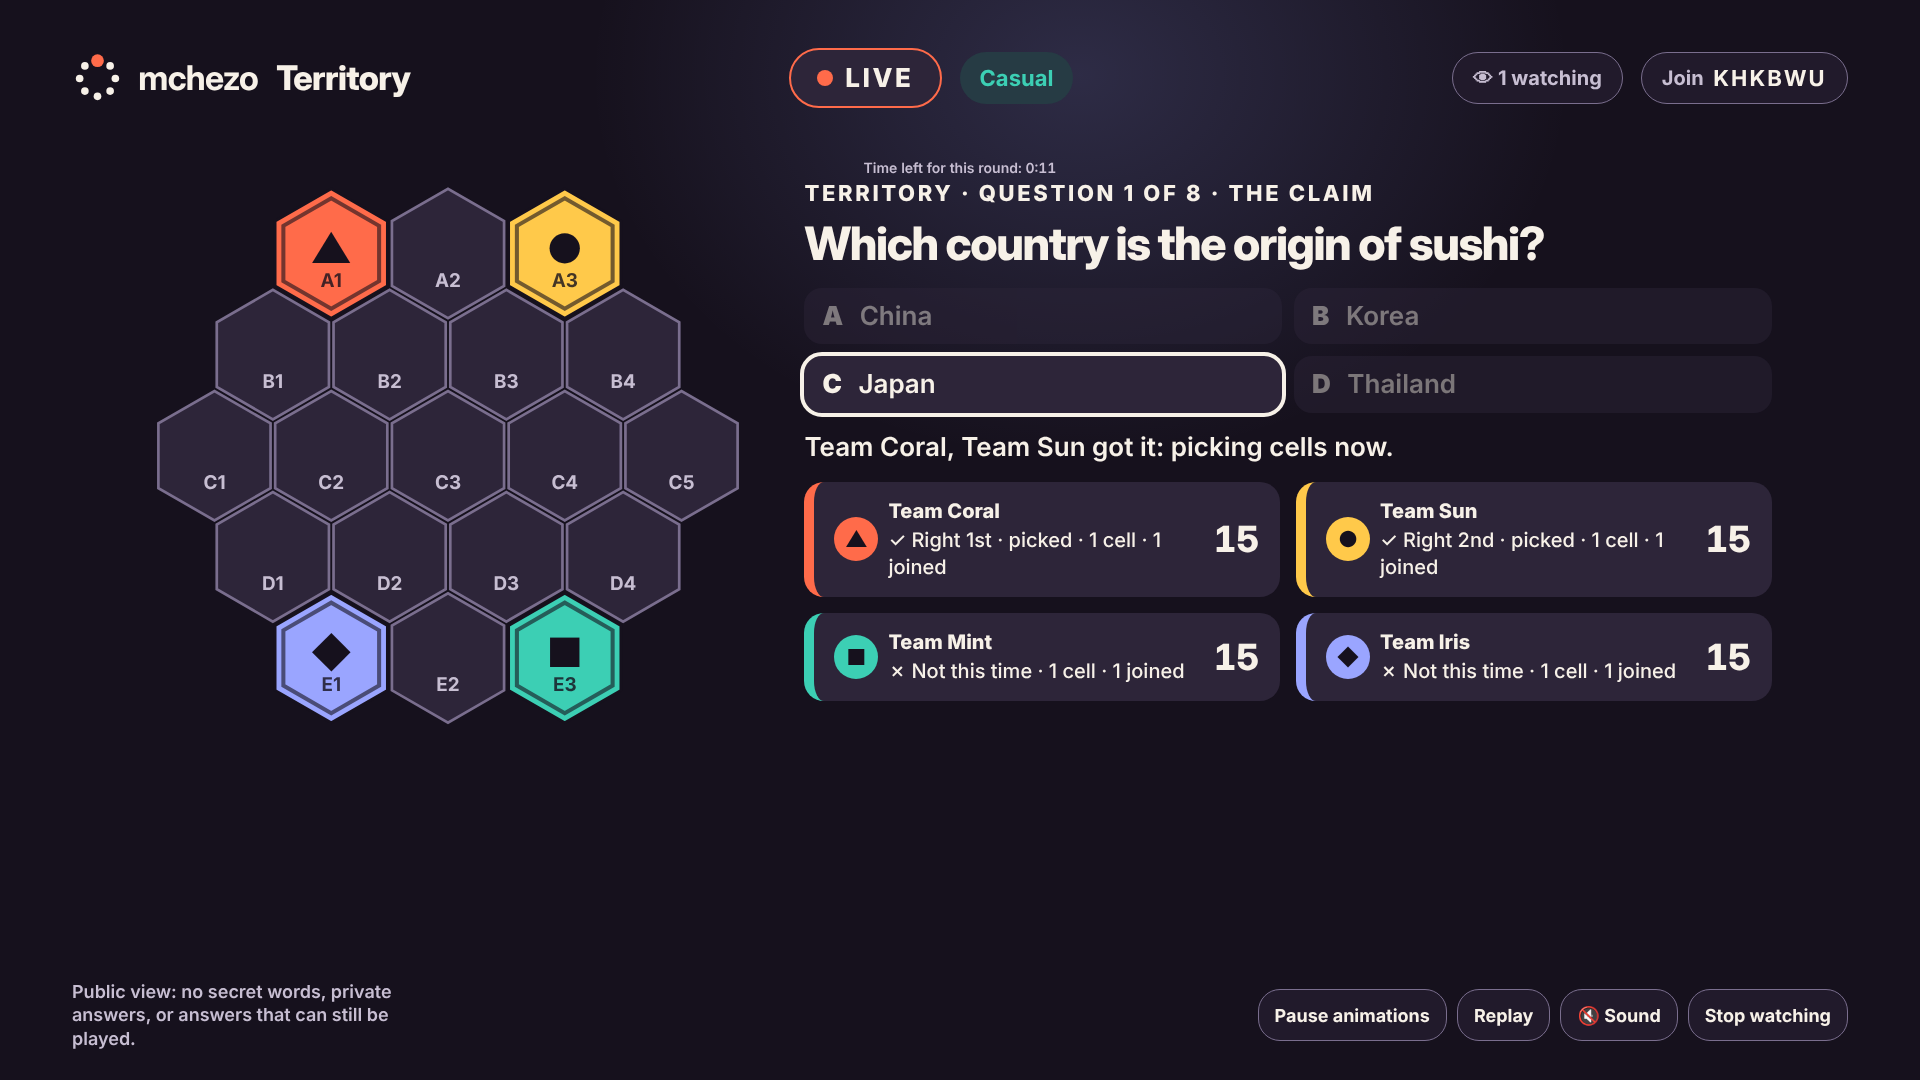 mchezo Territory
LIVE
Casual
1 watching
Join KHKBWU
Time left for this round: 0:11
TERRITORY · QUESTION 1 OF 8 · THE CLAIM
Which country is the origin of sushi?
A China
B Korea
C Japan
D Thailand
Team Coral, Team Sun got it: picking cells now.
Team Coral
✓ Right 1st · picked · 1 cell · 1
joined
15
Team Sun
✓ Right 2nd · picked · 1 cell · 1
joined
15
Team Mint
× Not this time · 1 cell · 1 joined
15
Team Iris
× Not this time · 1 cell · 1 joined
15
A1 A2 A3
B1 B2 B3 B4
C1 C2 C3 C4 C5
D1 D2 D3 D4
E1 E2 E3
Public view: no secret words, private
answers, or answers that can still be
played.
Pause animations
Replay
Sound
Stop watching